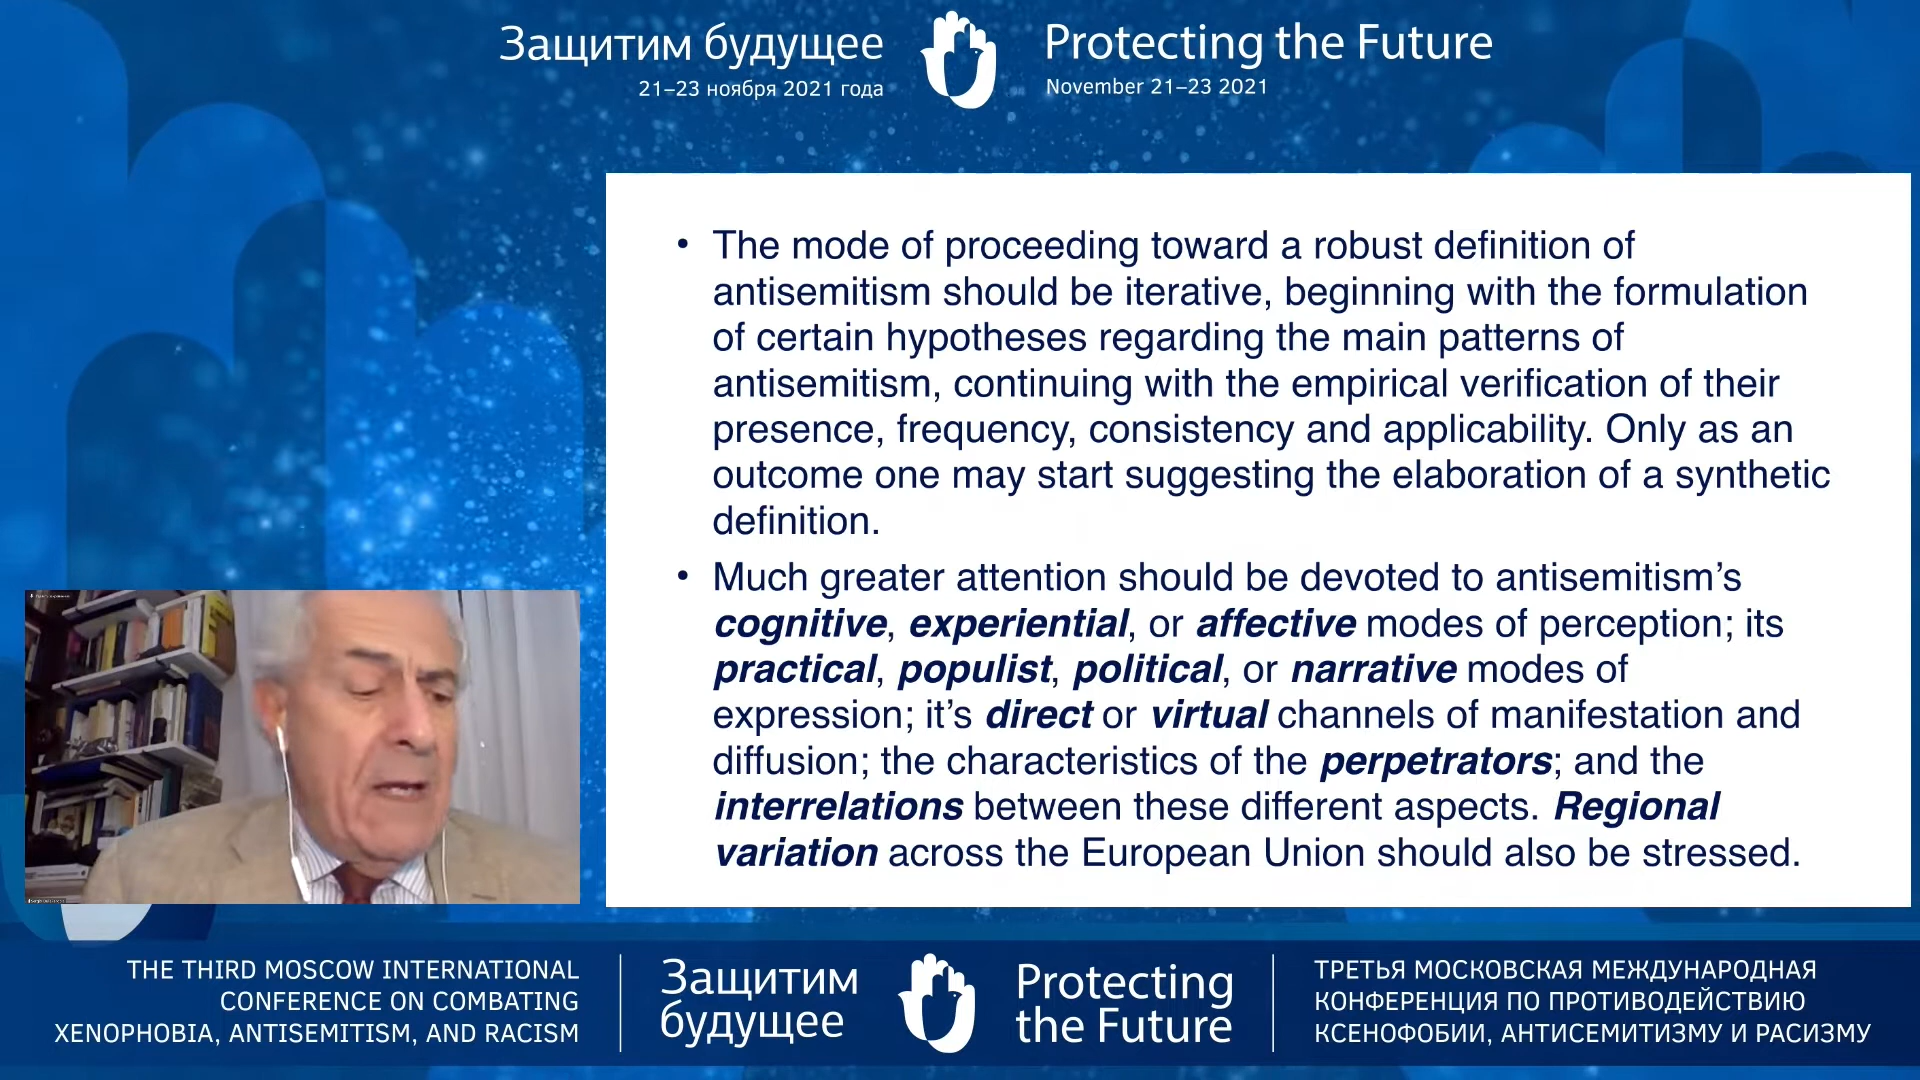 Защитим будущее
21–23 ноября 2021 года
Protecting the Future
November 21–23 2021
• The mode of proceeding toward a robust definition of
antisemitism should be iterative, beginning with the formulation
of certain hypotheses regarding the main patterns of
antisemitism, continuing with the empirical verification of their
presence, frequency, consistency and applicability. Only as an
outcome one may start suggesting the elaboration of a synthetic
definition.
• Much greater attention should be devoted to antisemitism’s
cognitive, experiential, or affective modes of perception; its
practical, populist, political, or narrative modes of
expression; it’s direct or virtual channels of manifestation and
diffusion; the characteristics of the perpetrators; and the
interrelations between these different aspects. Regional
variation across the European Union should also be stressed.
THE THIRD MOSCOW INTERNATIONAL
CONFERENCE ON COMBATING
XENOPHOBIA, ANTISEMITISM, AND RACISM
Защитим
будущее
Protecting
the Future
ТРЕТЬЯ МОСКОВСКАЯ МЕЖДУНАРОДНАЯ
КОНФЕРЕНЦИЯ ПО ПРОТИВОДЕЙСТВИЮ
КСЕНОФОБИИ, АНТИСЕМИТИЗМУ И РАСИЗМУ